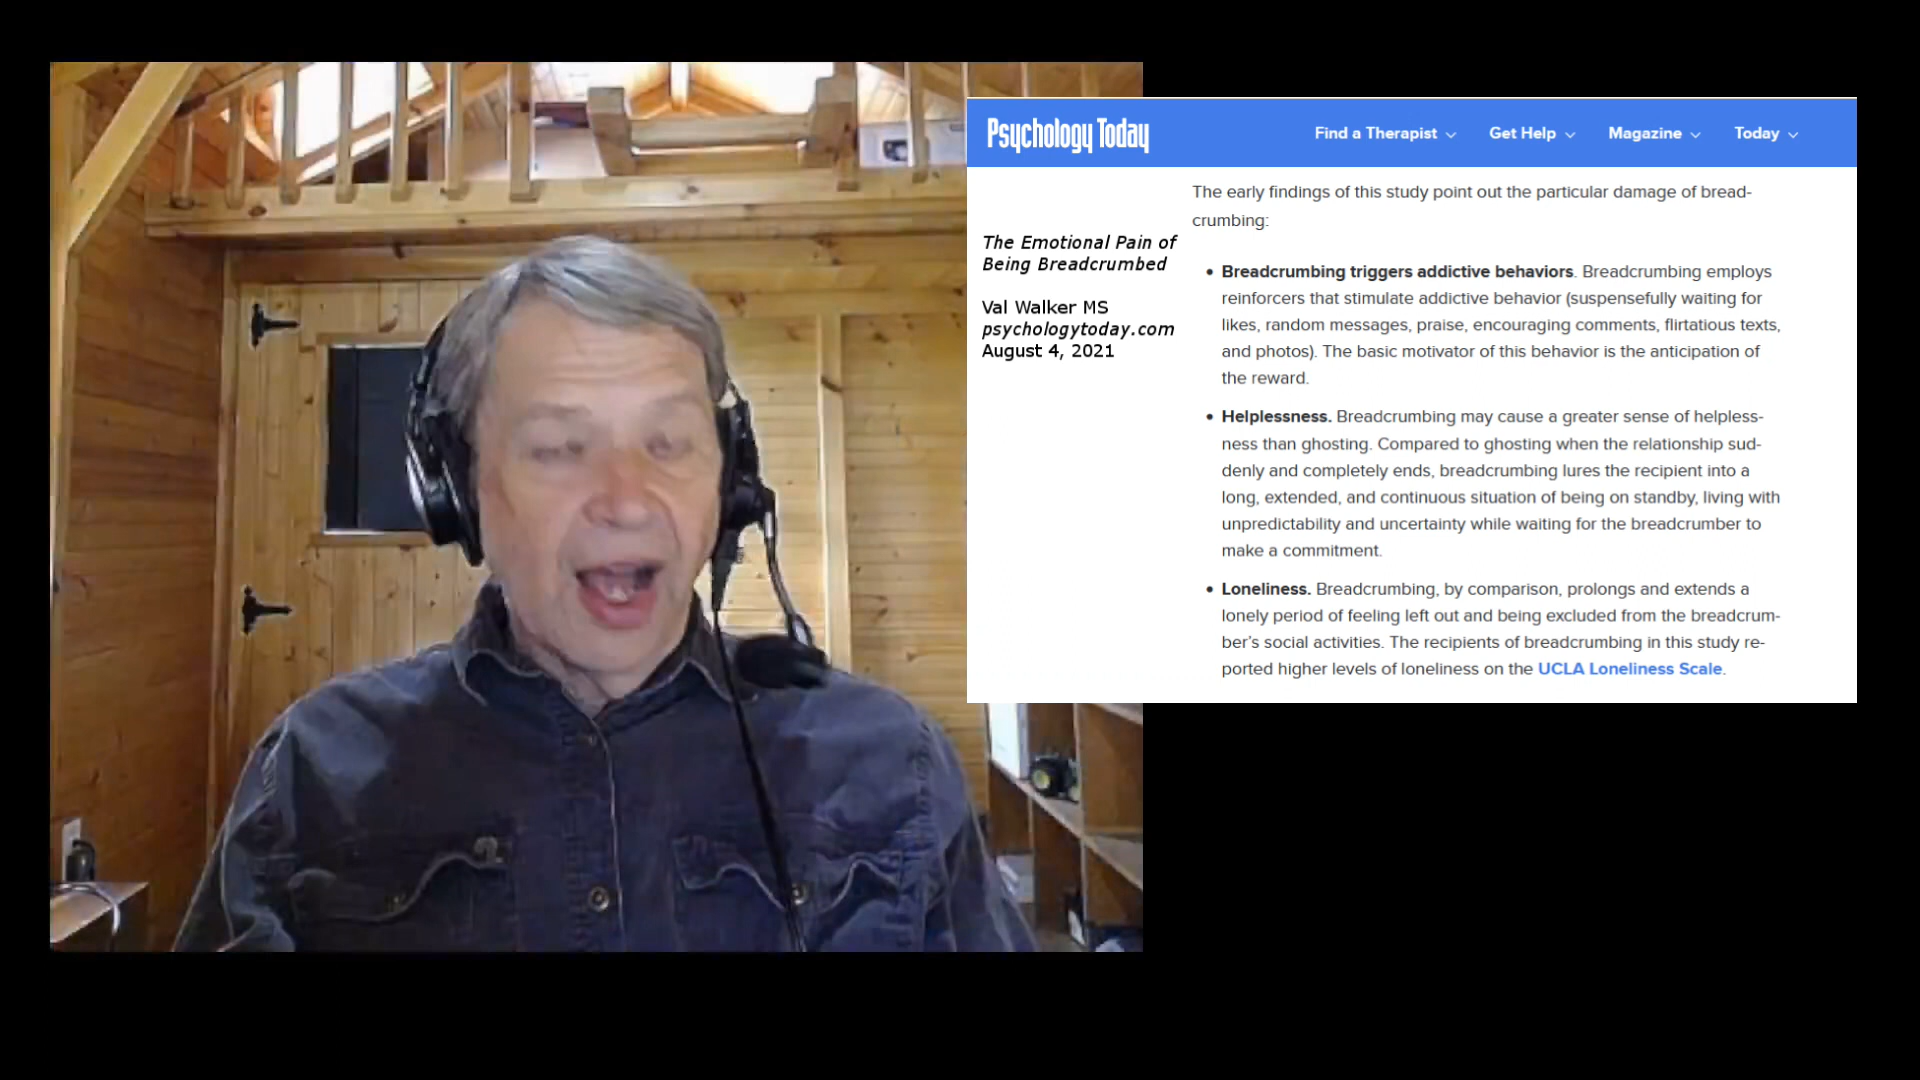 Psychology Today
Find a Therapist
Get Help
Magazine
Today
The Emotional Pain of
Being Breadcrumbed
Val Walker MS
psychologytoday.com
August 4, 2021
The early findings of this study point out the particular damage of bread-
crumbing:
• Breadcrumbing triggers addictive behaviors. Breadcrumbing employs
reinforcers that stimulate addictive behavior (suspensefully waiting for
likes, random messages, praise, encouraging comments, flirtatious texts,
and photos). The basic motivator of this behavior is the anticipation of
the reward.
• Helplessness. Breadcrumbing may cause a greater sense of helpless-
ness than ghosting. Compared to ghosting when the relationship sud-
denly and completely ends, breadcrumbing lures the recipient into a
long, extended, and continuous situation of being on standby, living with
unpredictability and uncertainty while waiting for the breadcrumber to
make a commitment.
• Loneliness. Breadcrumbing, by comparison, prolongs and extends a
lonely period of feeling left out and being excluded from the breadcrum-
ber’s social activities. The recipients of breadcrumbing in this study re-
ported higher levels of loneliness on the UCLA Loneliness Scale.